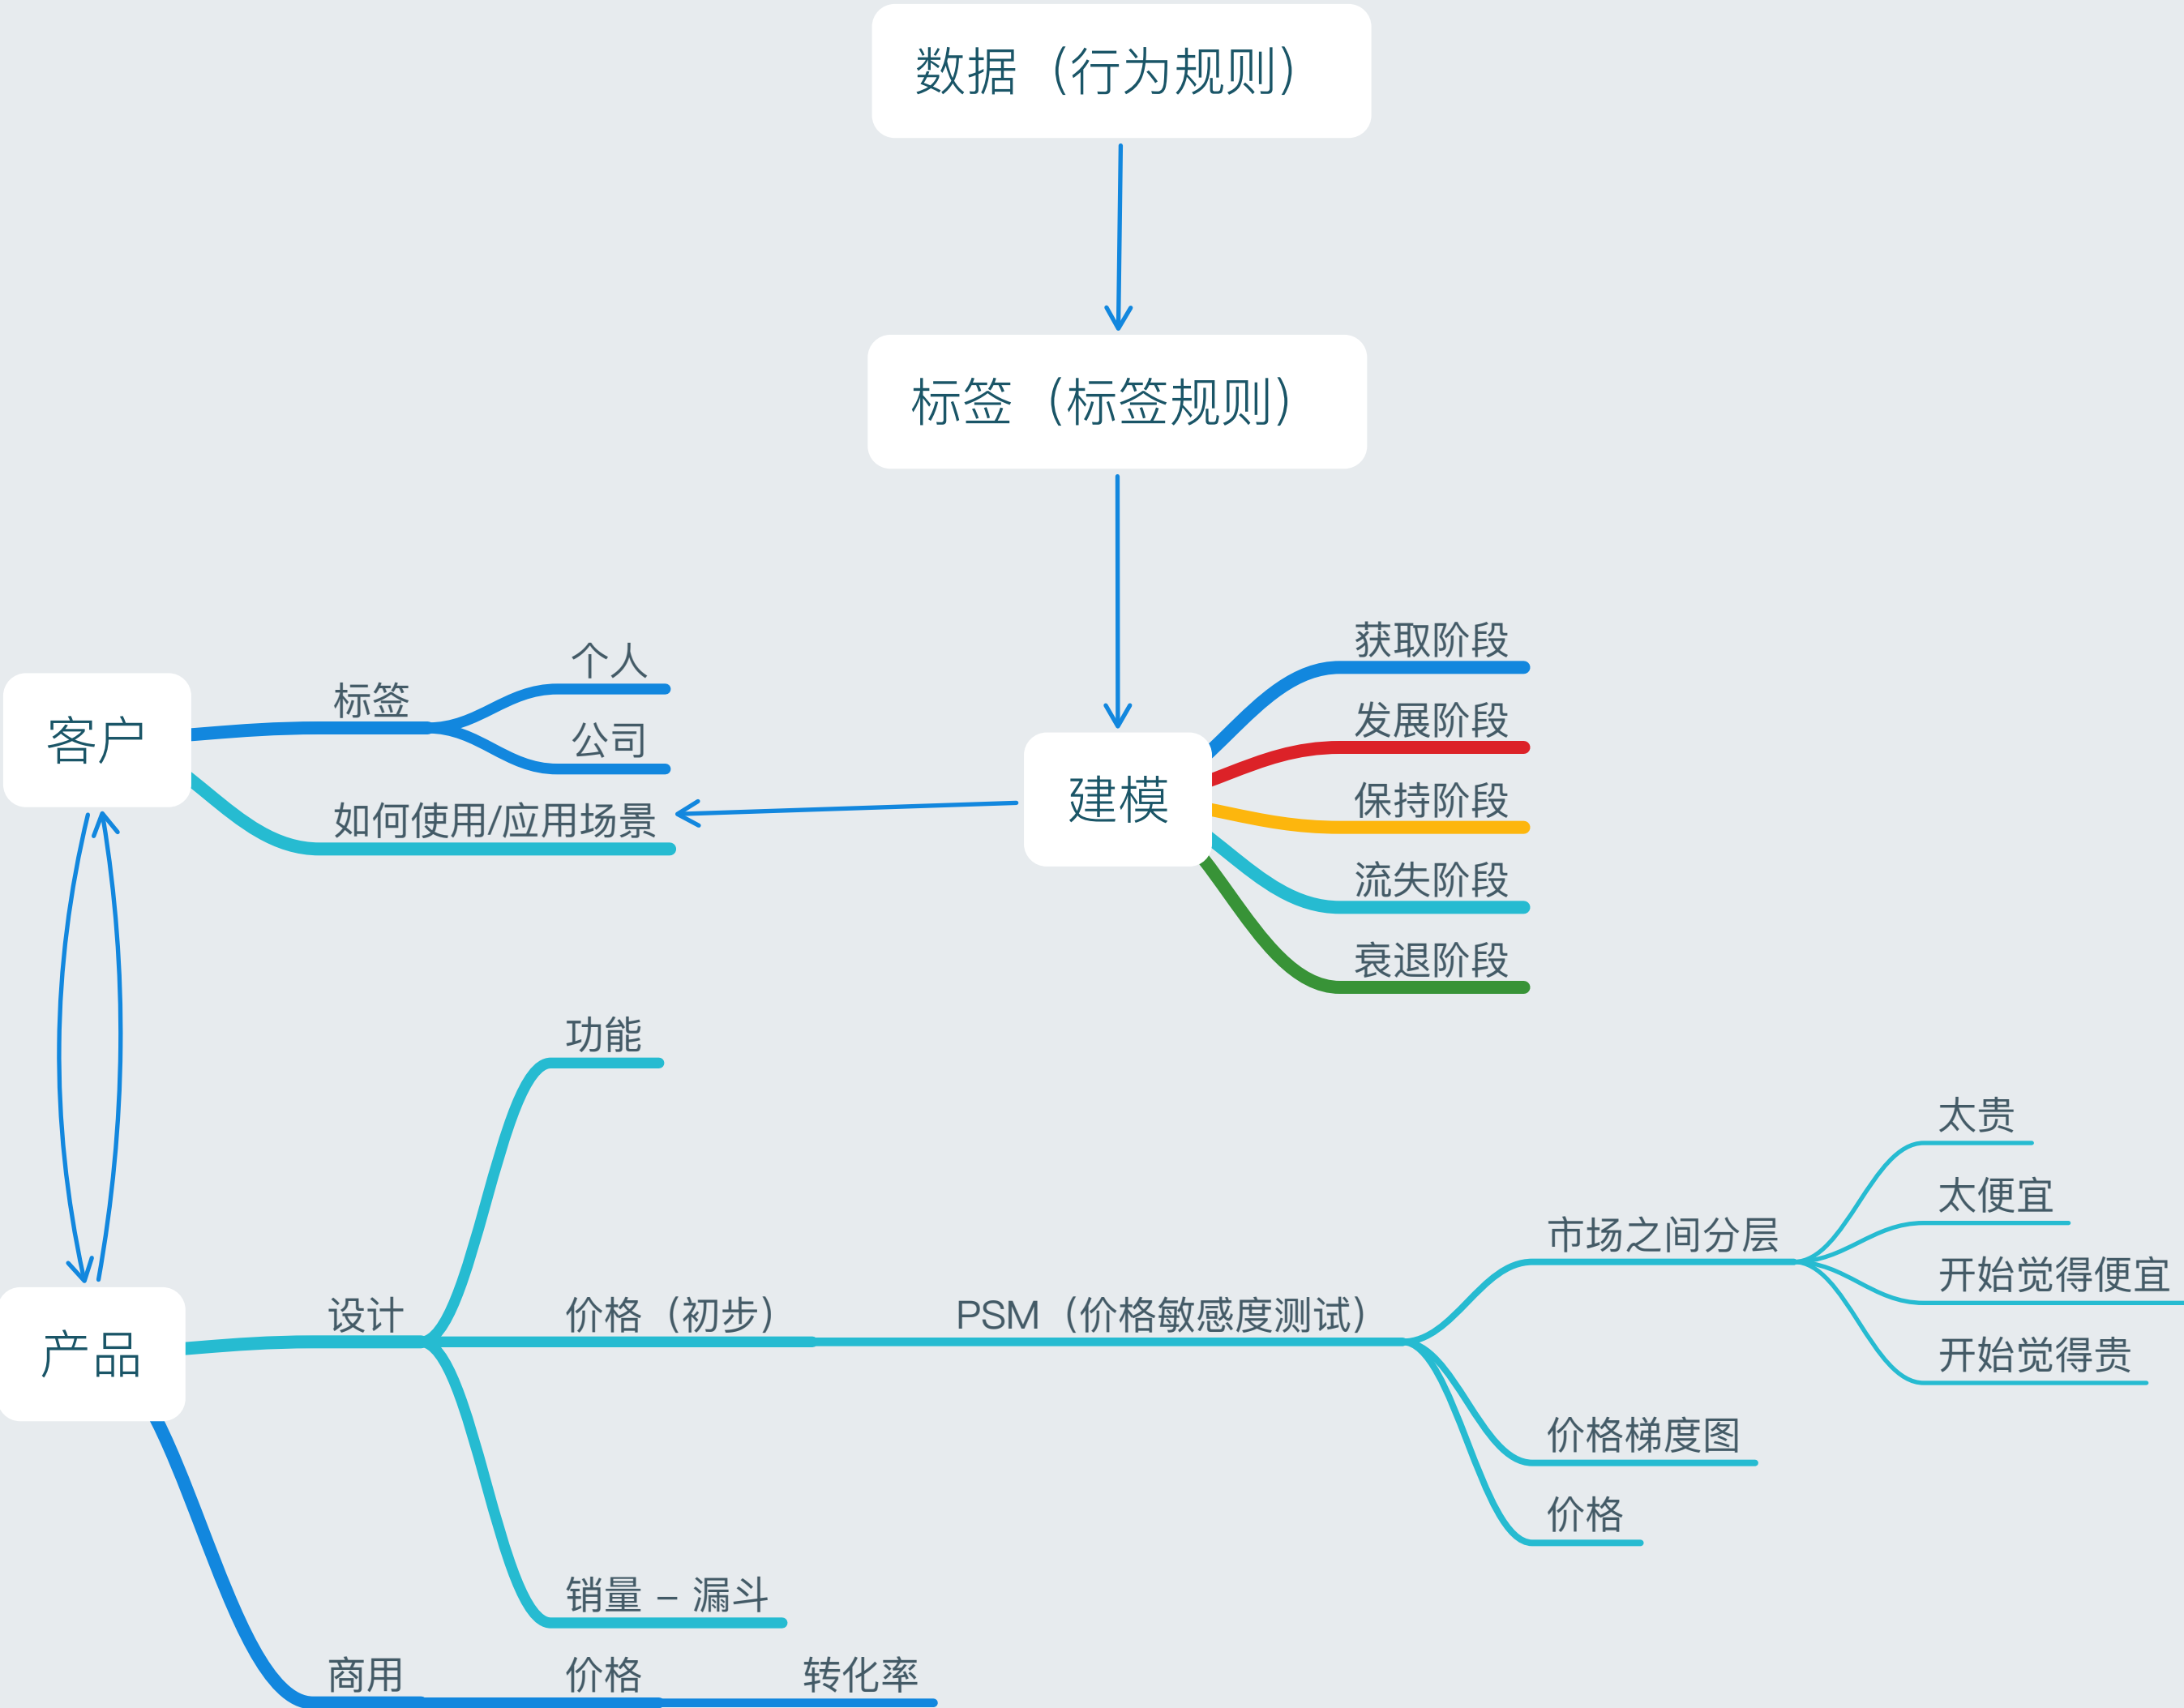 数据（行为规则）
标签（标签规则）
客户
标签
个人
公司
如何使用/应用场景
建模
获取阶段
发展阶段
保持阶段
流失阶段
衰退阶段
产品
设计
功能
价格（初步）
PSM（价格敏感度测试）
市场之间分层
太贵
太便宜
开始觉得便宜
开始觉得贵
价格梯度图
价格
销量 – 漏斗
商用
价格
转化率